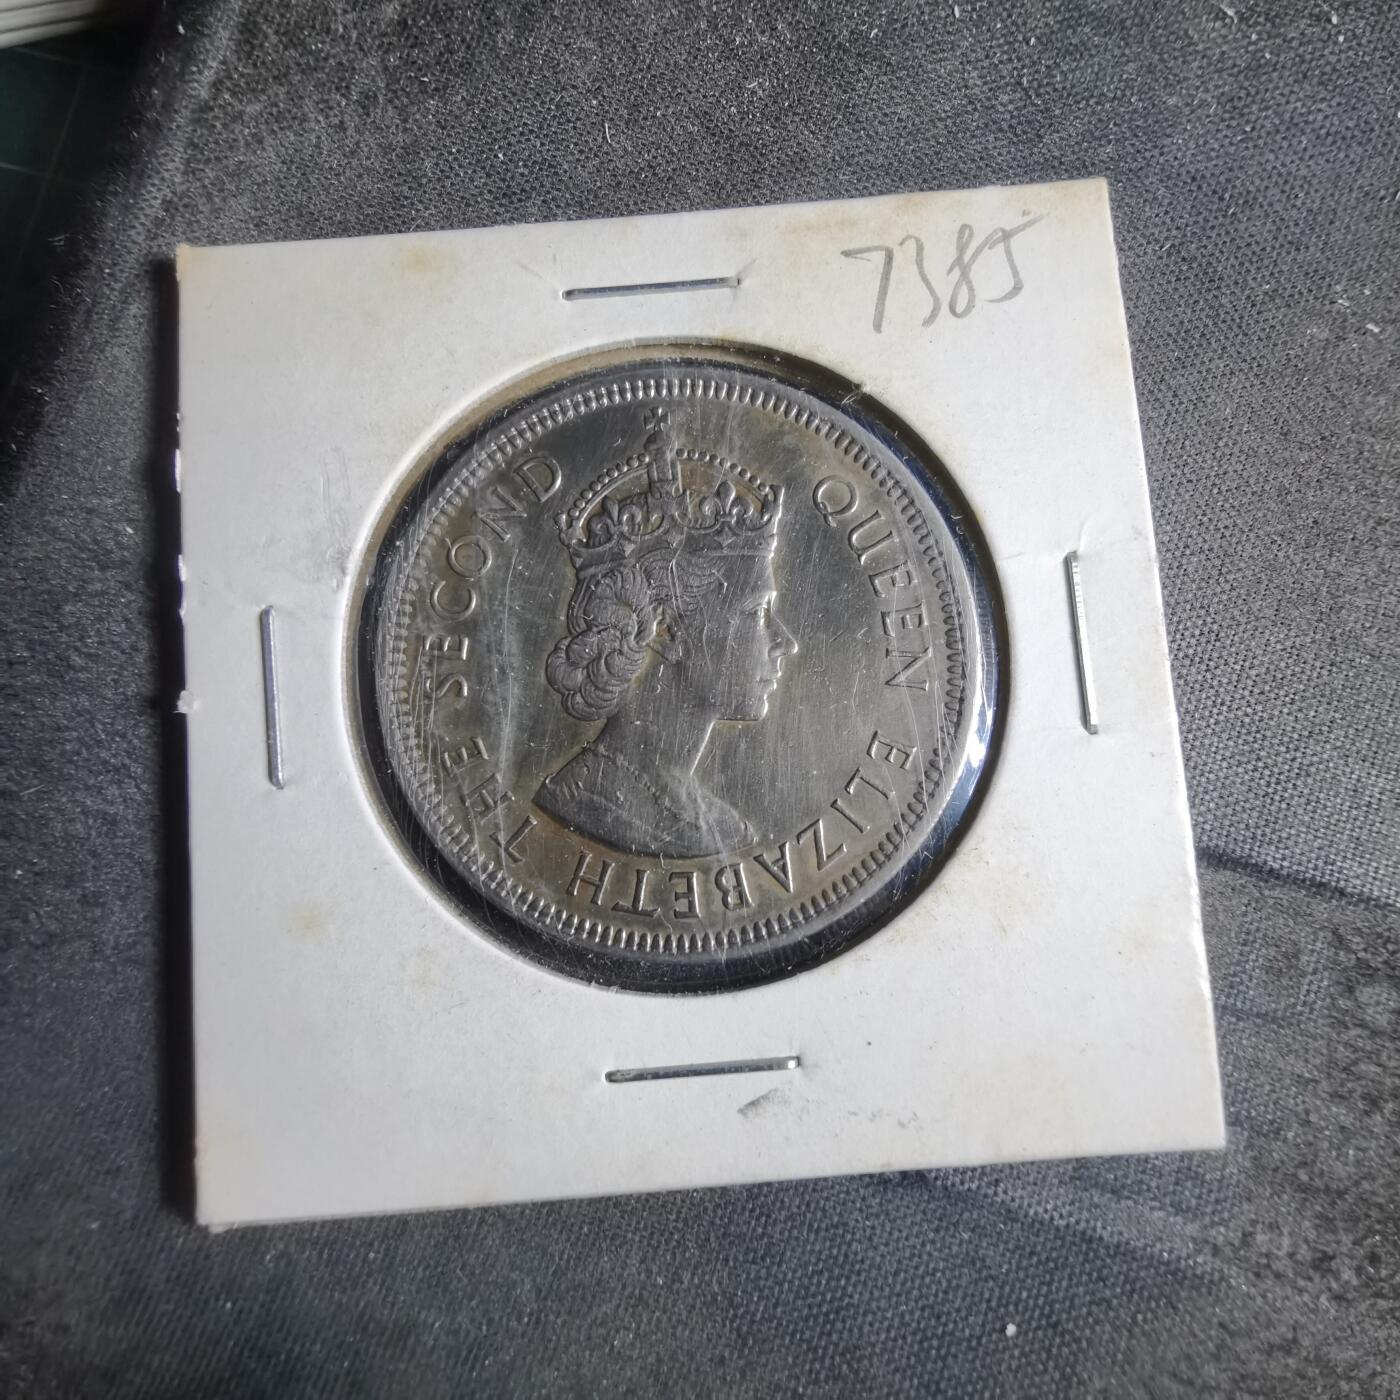 7385
QUEEN ELIZABETH THE SECOND